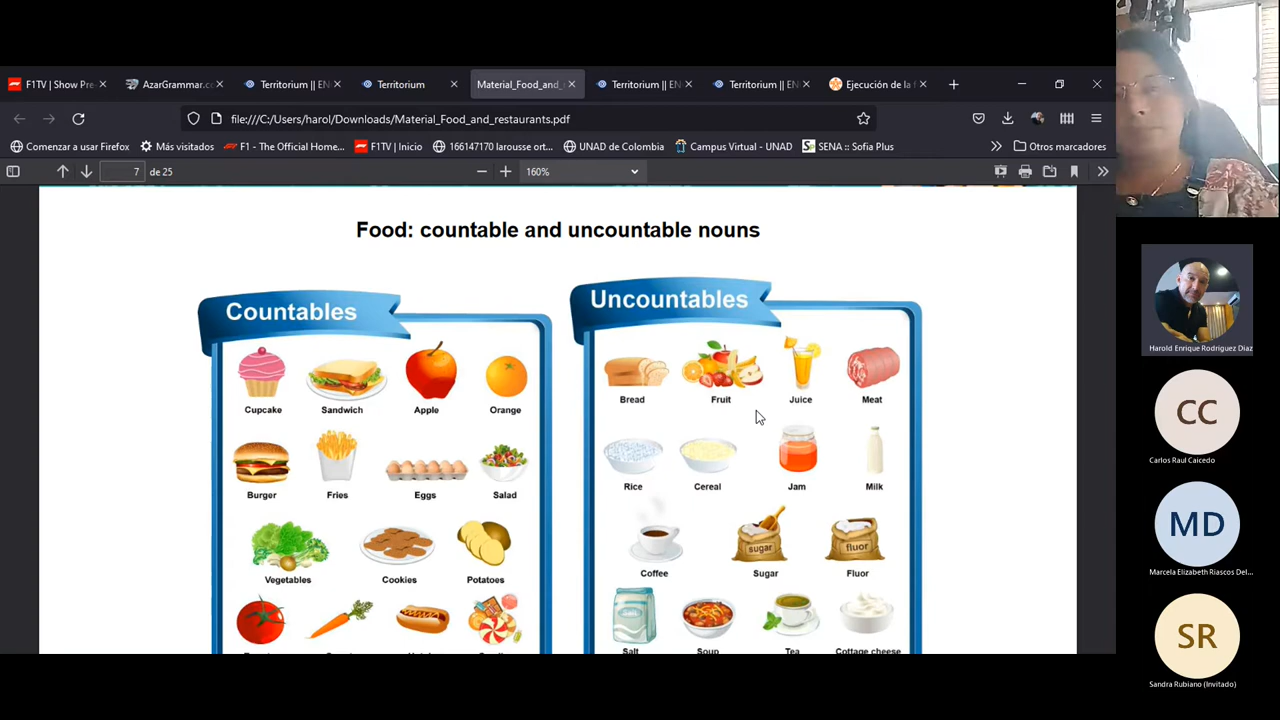 F1TV | Show Pre-
AzarGrammar.c
Territorium || EN
Territorium
Material_Food_and_
Territorium || EN
Territorium || EN
Ejecución de la f
file:///C:/Users/harol/Downloads/Material_Food_and_restaurants.pdf
Comenzar a usar Firefox
Más visitados
F1 - The Official Home...
F1TV | Inicio
166147170 larousse ort...
UNAD de Colombia
Campus Virtual - UNAD
SENA :: Sofia Plus
Otros marcadores
7 de 25
160%
Food: countable and uncountable nouns
Countables
Cupcake Sandwich Apple Orange
Burger Fries Eggs Salad
Vegetables Cookies Potatoes
Uncountables
Bread Fruit Juice Meat
Rice Cereal Jam Milk
sugar fluor
Coffee Sugar Fluor
Salt Soup Tea Cottage cheese
Harold Enrique Rodriguez Diaz
CC
Carlos Raul Caicedo
MD
Marcela Elizabeth Riascos Del...
SR
Sandra Rubiano (Invitado)